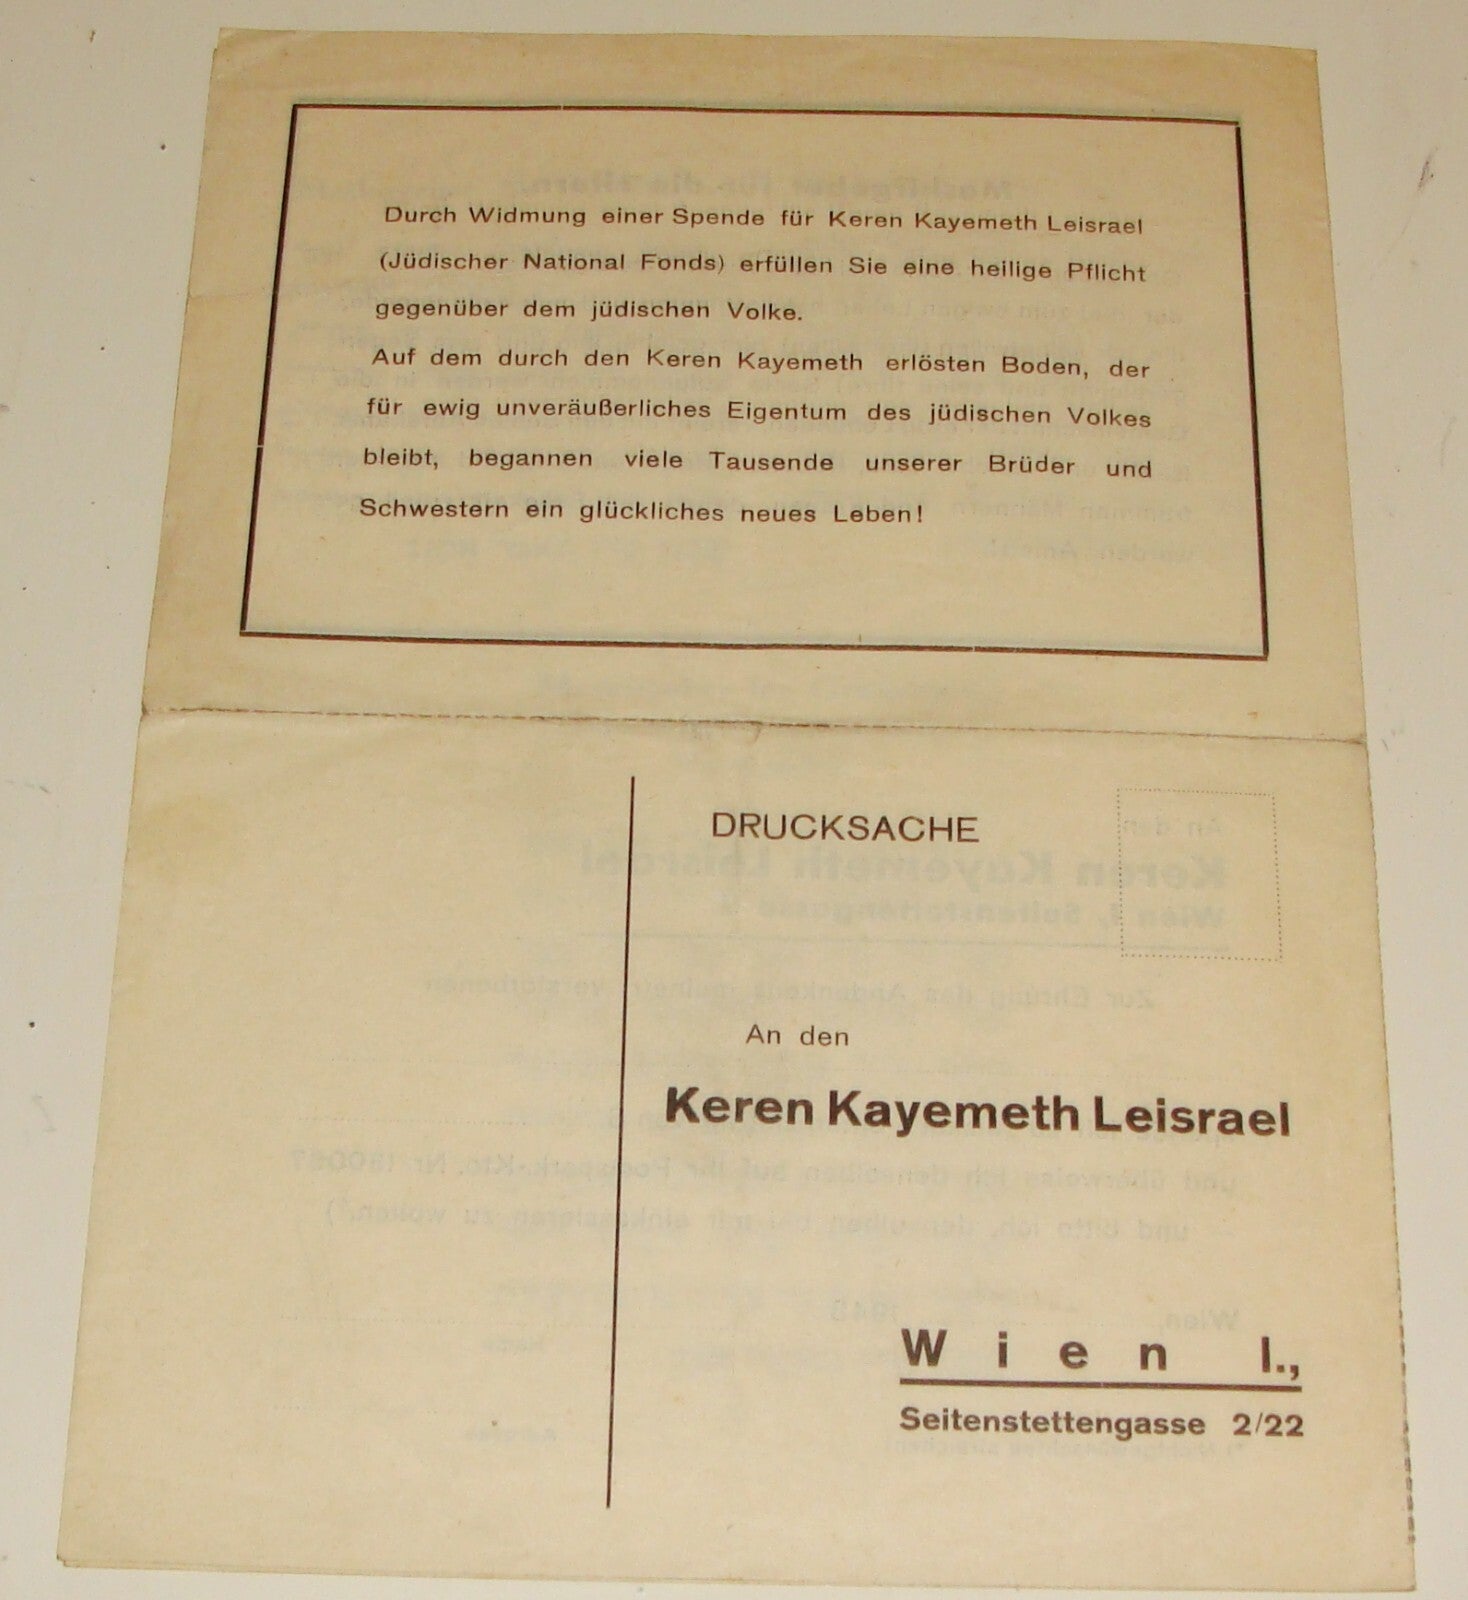 Durch Widmung einer Spende für Keren Kayemeth Leisrael
(Jüdischer National Fonds) erfüllen Sie eine heilige Pflicht
gegenüber dem jüdischen Volke.
Auf dem durch den Keren Kayemeth erlösten Boden, der
für ewig unveräußerliches Eigentum des jüdischen Volkes
bleibt, begannen viele Tausende unserer Brüder und
Schwestern ein glückliches neues Leben!
DRUCKSACHE
An den
Keren Kayemeth Leisrael
Wien I.,
Seitenstettengasse 2/22